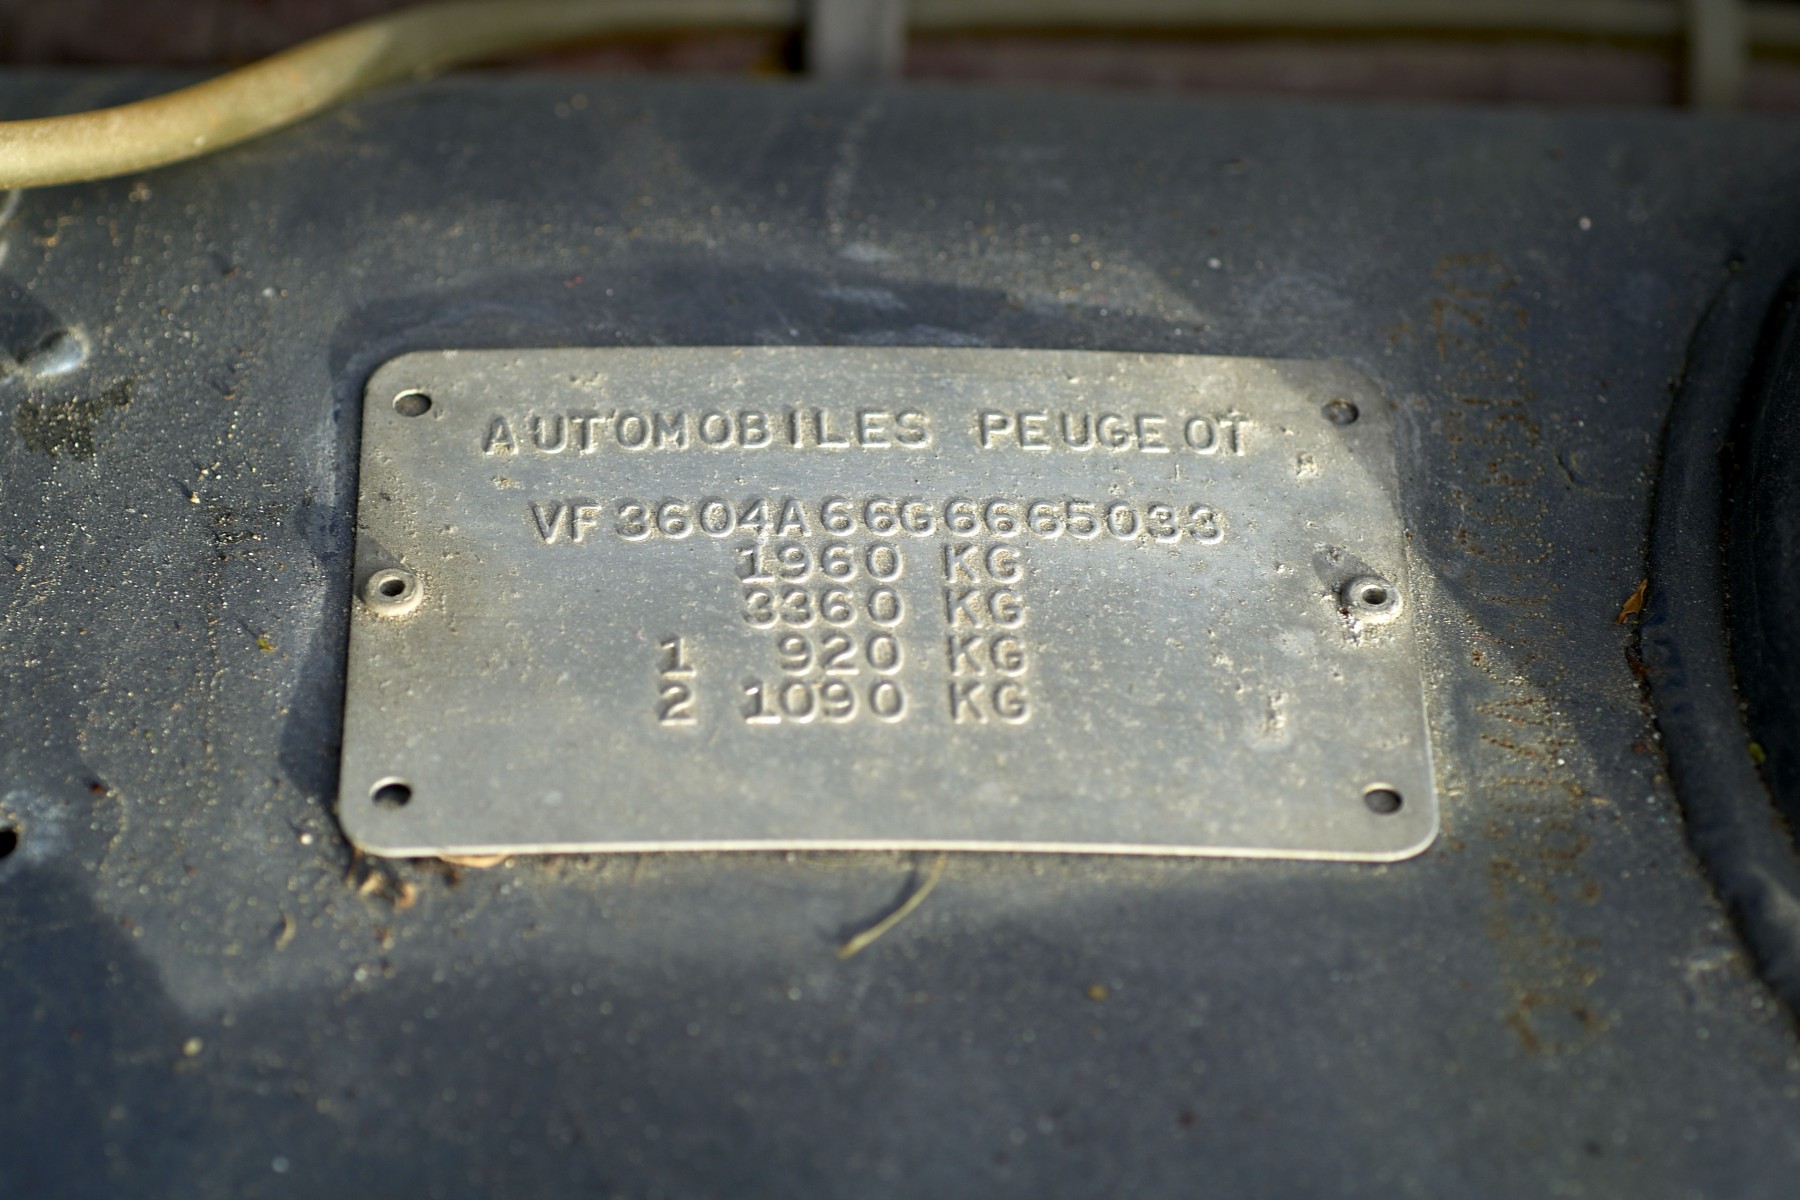 AUTOMOBILES PEUGEOT
VF3604A66G6665033
1960 KG
3360 KG
1 920 KG
2 1090 KG